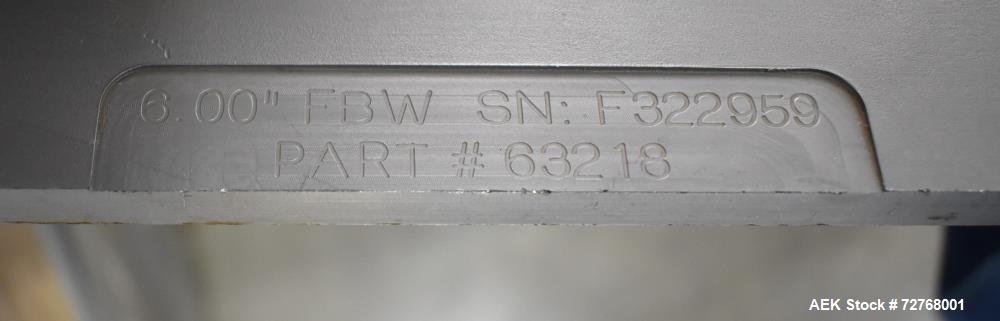 6.00" FBW SN: F322959
PART # 63218
AEK Stock # 72768001